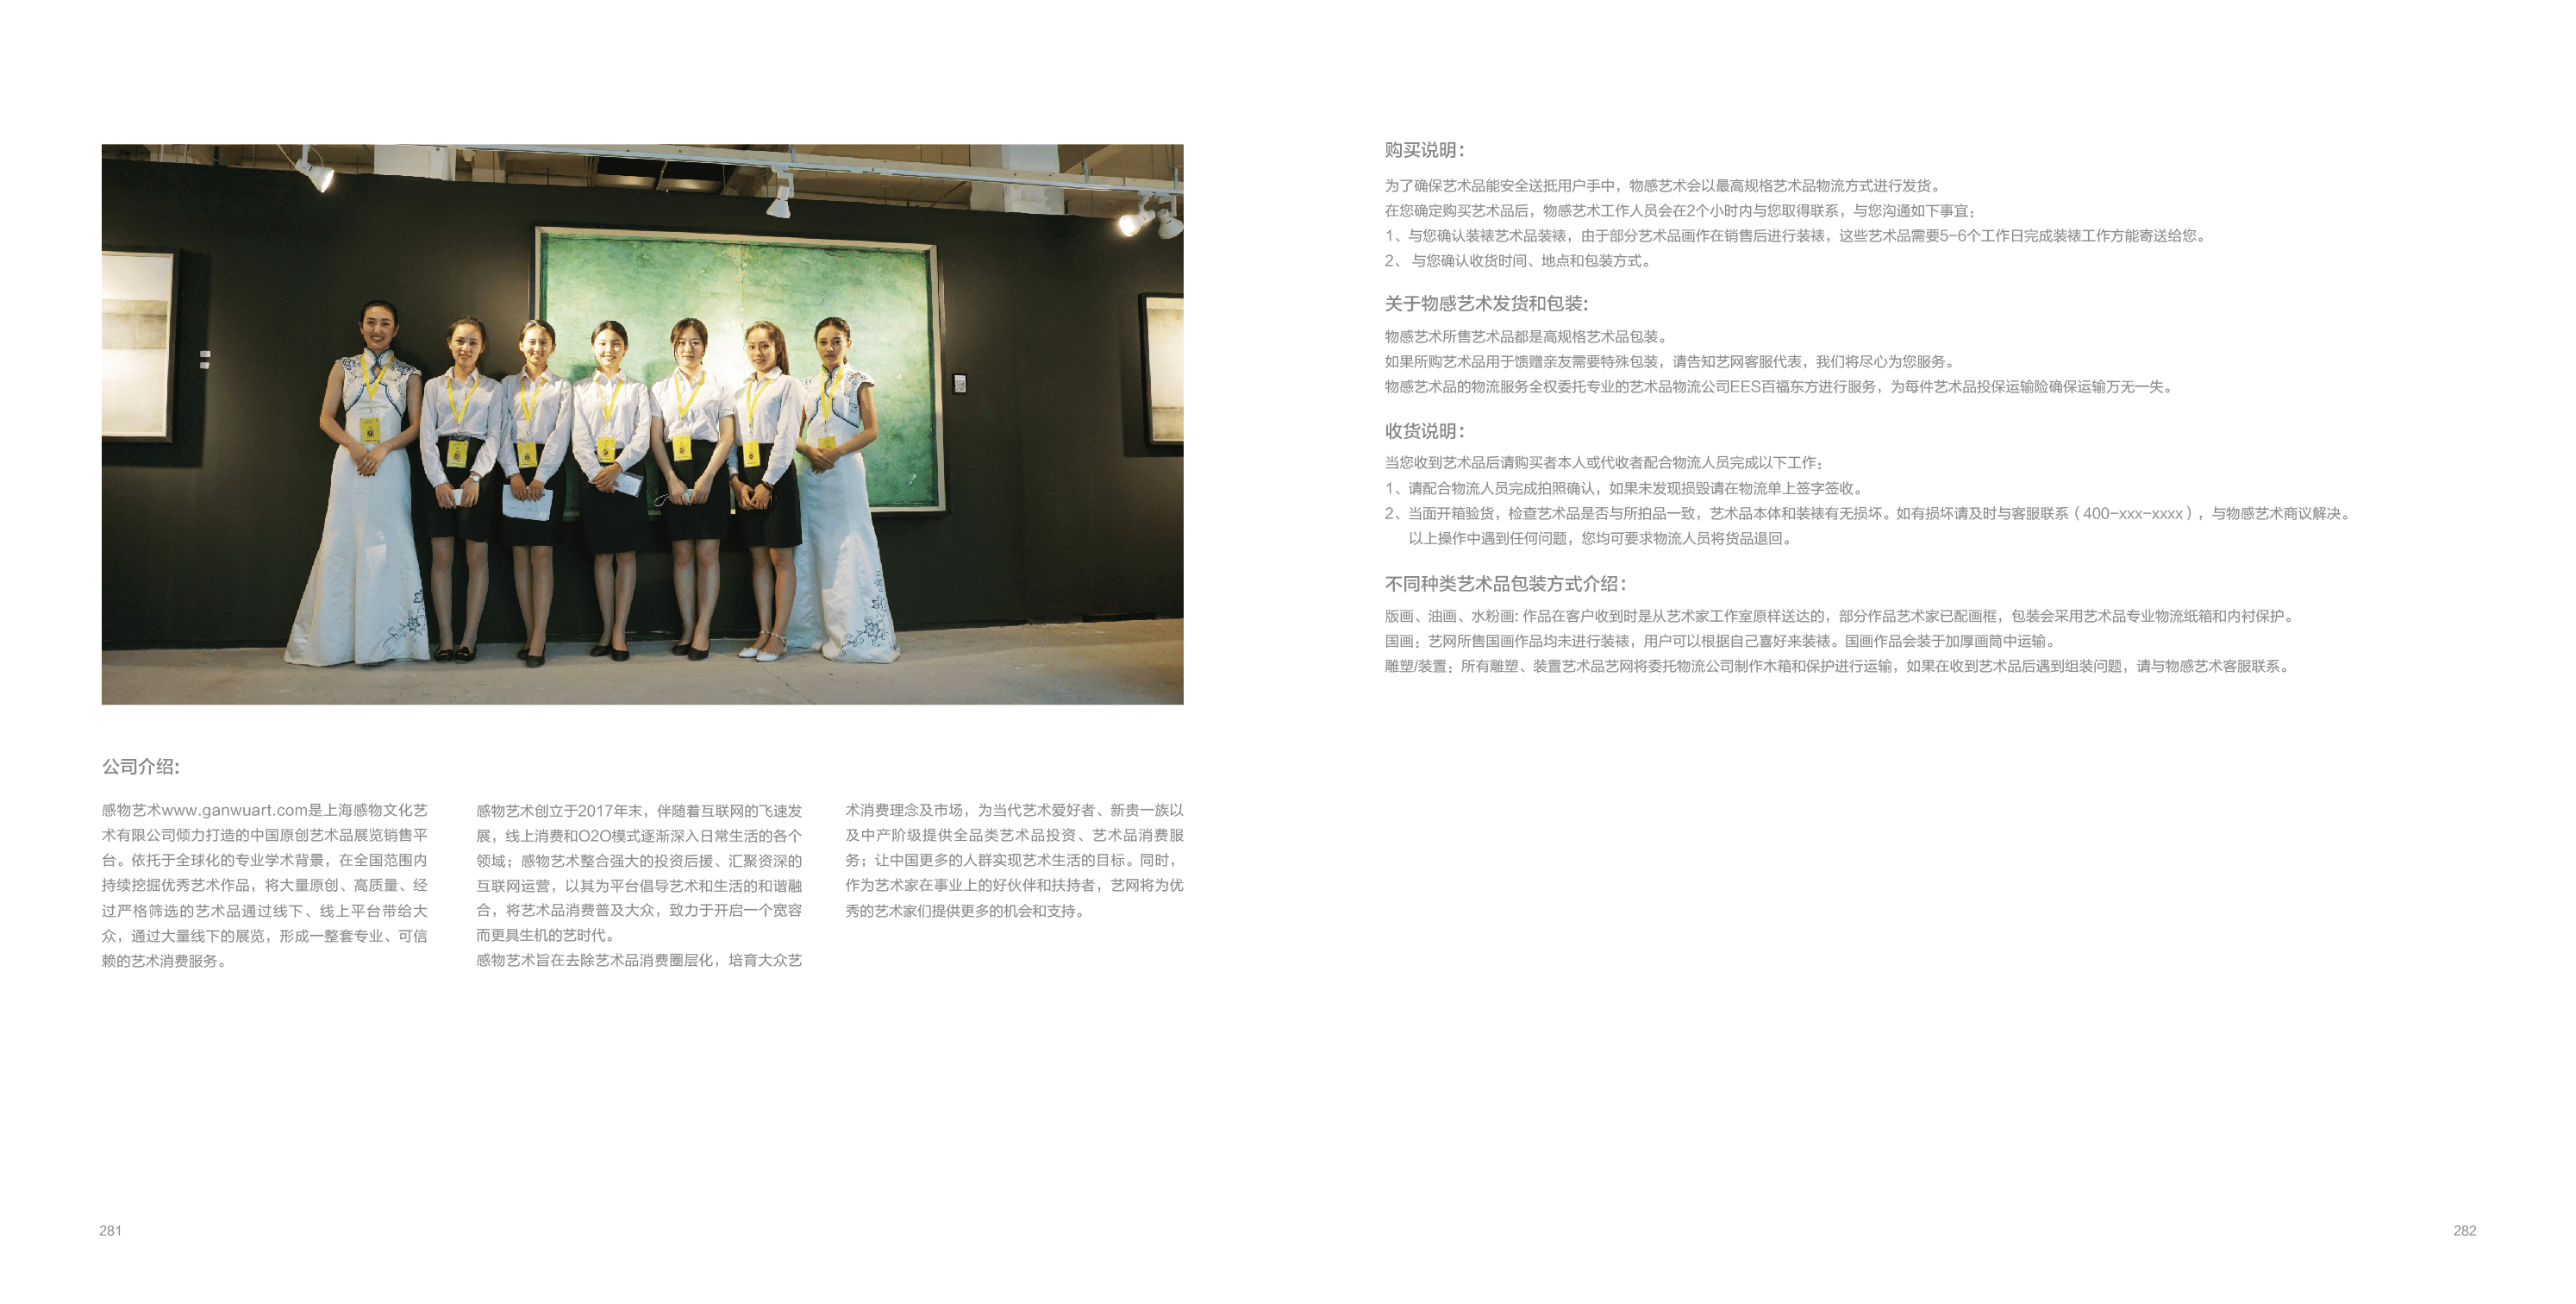 公司介绍:
感物艺术www.ganwuart.com是上海感物文化艺
术有限公司倾力打造的中国原创艺术品展览销售平
台。依托于全球化的专业学术背景，在全国范围内
持续挖掘优秀艺术作品，将大量原创、高质量、经
过严格筛选的艺术品通过线下、线上平台带给大
众，通过大量线下的展览，形成一整套专业、可信
赖的艺术消费服务。
感物艺术创立于2017年末，伴随着互联网的飞速发
展，线上消费和O2O模式逐渐深入日常生活的各个
领域；感物艺术整合强大的投资后援、汇聚资深的
互联网运营，以其为平台倡导艺术和生活的和谐融
合，将艺术品消费普及大众，致力于开启一个宽容
而更具生机的艺时代。
感物艺术旨在去除艺术品消费圈层化，培育大众艺
术消费理念及市场，为当代艺术爱好者、新贵一族以
及中产阶级提供全品类艺术品投资、艺术品消费服
务；让中国更多的人群实现艺术生活的目标。同时，
作为艺术家在事业上的好伙伴和扶持者，艺网将为优
秀的艺术家们提供更多的机会和支持。
281
购买说明：
为了确保艺术品能安全送抵用户手中，物感艺术会以最高规格艺术品物流方式进行发货。
在您确定购买艺术品后，物感艺术工作人员会在2个小时内与您取得联系，与您沟通如下事宜：
1、与您确认装裱艺术品装裱，由于部分艺术品画作在销售后进行装裱，这些艺术品需要5-6个工作日完成装裱工作方能寄送给您。
2、 与您确认收货时间、地点和包装方式。
关于物感艺术发货和包装:
物感艺术所售艺术品都是高规格艺术品包装。
如果所购艺术品用于馈赠亲友需要特殊包装，请告知艺网客服代表，我们将尽心为您服务。
物感艺术品的物流服务全权委托专业的艺术品物流公司EES百福东方进行服务，为每件艺术品投保运输险确保运输万无一失。
收货说明：
当您收到艺术品后请购买者本人或代收者配合物流人员完成以下工作：
1、请配合物流人员完成拍照确认，如果未发现损毁请在物流单上签字签收。
2、当面开箱验货，检查艺术品是否与所拍品一致，艺术品本体和装裱有无损坏。如有损坏请及时与客服联系（400-xxx-xxxx），与物感艺术商议解决。
以上操作中遇到任何问题，您均可要求物流人员将货品退回。
不同种类艺术品包装方式介绍：
版画、油画、水粉画: 作品在客户收到时是从艺术家工作室原样送达的，部分作品艺术家已配画框，包装会采用艺术品专业物流纸箱和内衬保护。
国画：艺网所售国画作品均未进行装裱，用户可以根据自己喜好来装裱。国画作品会装于加厚画筒中运输。
雕塑/装置：所有雕塑、装置艺术品艺网将委托物流公司制作木箱和保护进行运输，如果在收到艺术品后遇到组装问题，请与物感艺术客服联系。
282